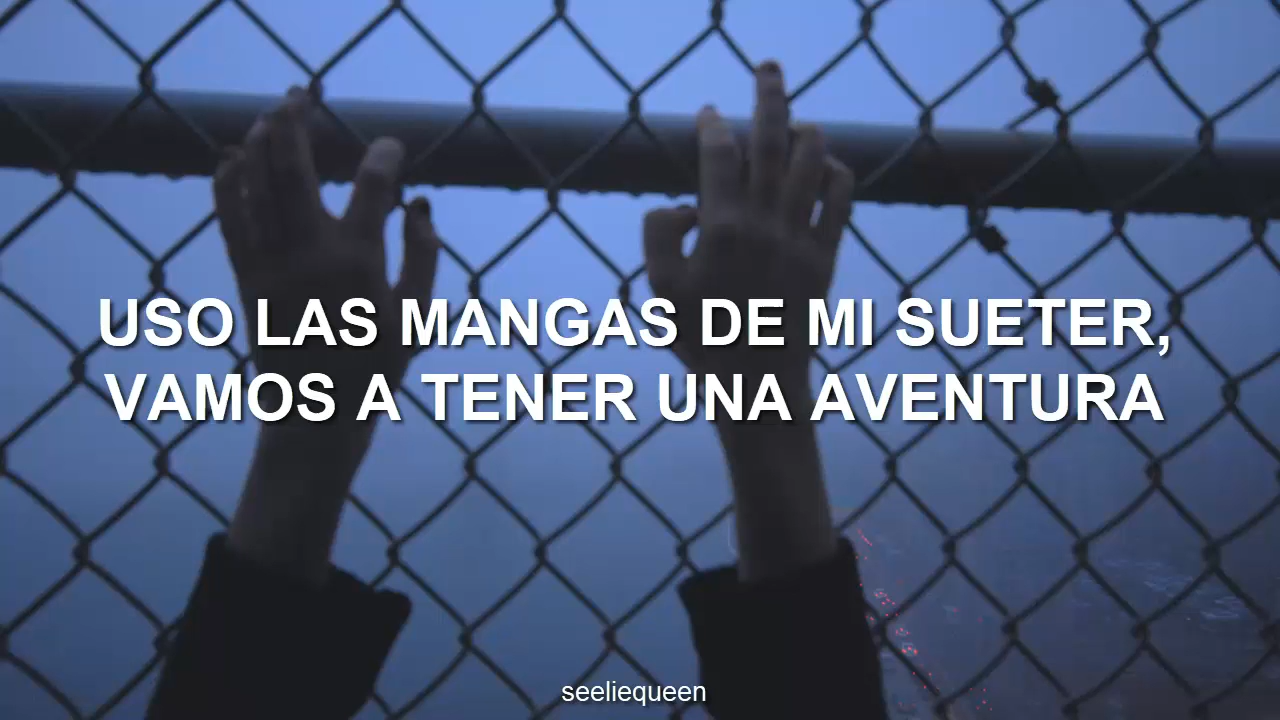 USO LAS MANGAS DE MI SUETER,
VAMOS A TENER UNA AVENTURA
seeliequeen